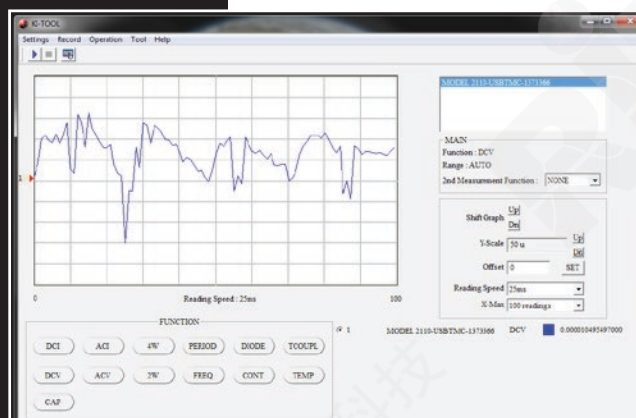 KI-TOOL
Settings Record Operation Tool Help
MODEL 2110-USBTMC-1373366
MAIN
Function : DCV
Range : AUTO
2nd Measurement Function : NONE
1
Shift Graph Up
Dn
Y-Scale 50 u Up
Dn
Offset 0 SET
Reading Speed 25ms
X-Max 100 readings
0 Reading Speed : 25ms 100
FUNCTION
DCI ACI 4W PERIOD DIODE TCOUPL
DCV ACV 2W FREQ CONT TEMP
CAP
1 MODEL 2110-USBTMC-1373366 DCV 0.000010495497000
科技